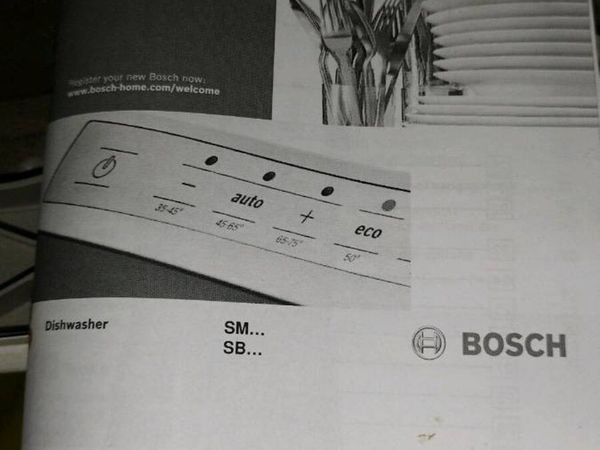 Register your new Bosch now:
www.bosch-home.com/welcome
- auto + eco
35-45° 45-65° 65-75° 50°
Dishwasher
SM...
SB...
BOSCH